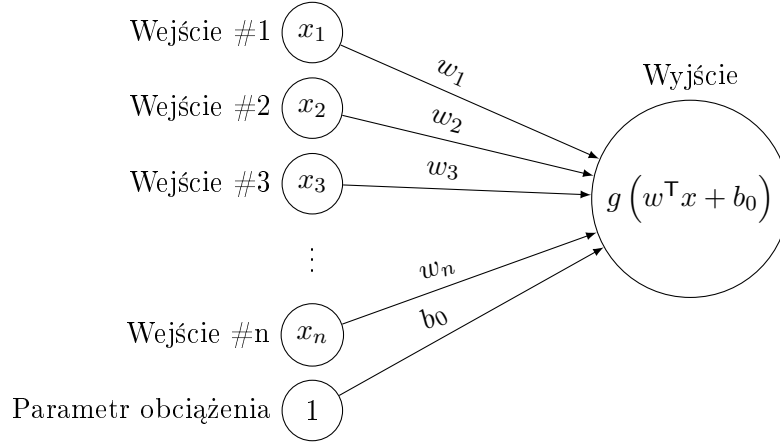 Wejście #1 x₁
w₁
Wyjście
Wejście #2 x₂
w₂
Wejście #3 x₃
w₃
g (wᵀx + b₀)
⋮
wₙ
Wejście #n xₙ
b₀
Parametr obciążenia 1